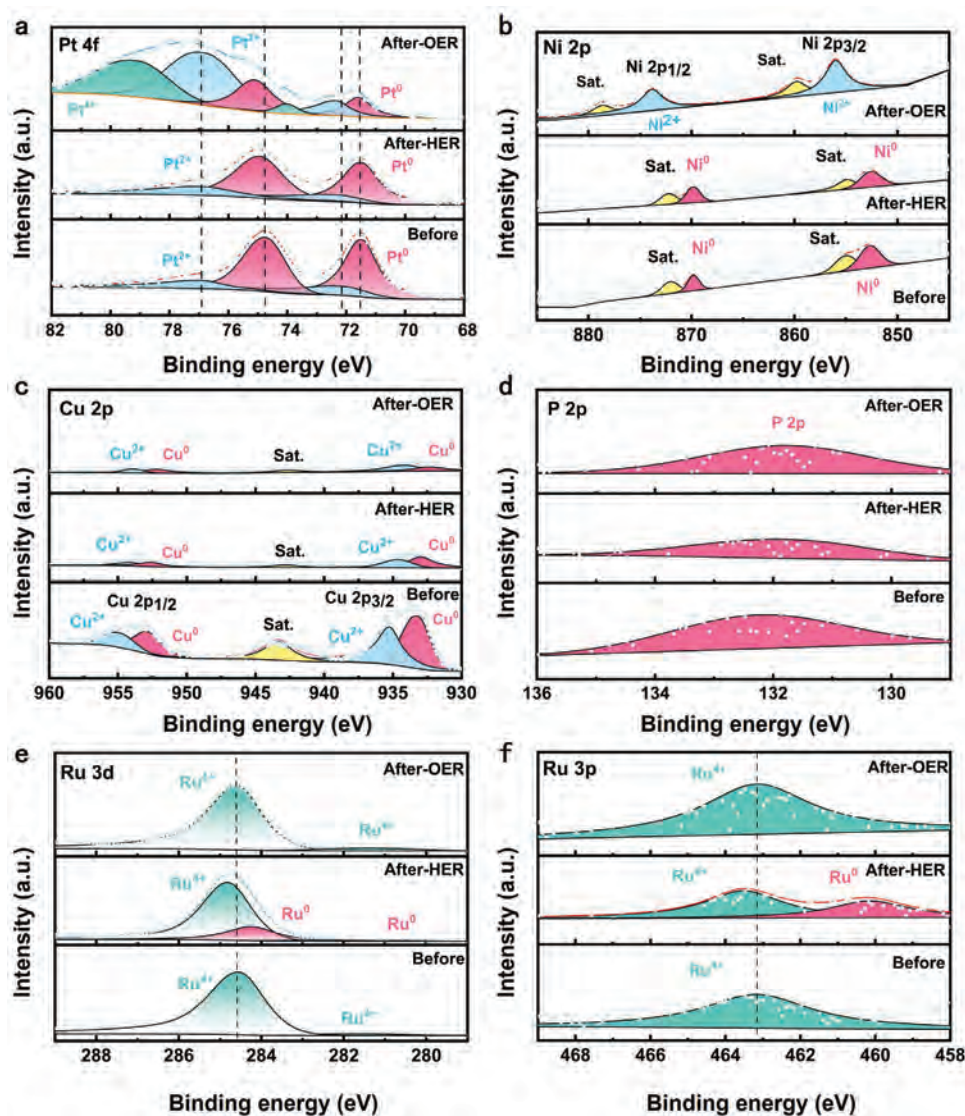 a
Pt 4f
Pt²⁺
After-OER
Pt⁴⁺
Pt⁰
After-HER
Pt²⁺
Pt⁰
Before
Pt²⁺
Pt⁰
82 80 78 76 74 72 70 68
Binding energy (eV)
Intensity (a.u.)
b
Ni 2p
Ni 2p3/2
Sat.
Ni 2p1/2
Sat.
Ni²⁺
Ni²⁺
After-OER
Sat.
Ni⁰
Sat.
Ni⁰
After-HER
Sat.
Ni⁰
Sat.
Ni⁰
Before
880 870 860 850
Binding energy (eV)
Intensity (a.u.)
c
Cu 2p
After-OER
Cu²⁺
Cu⁰
Sat.
Cu²⁺
Cu⁰
After-HER
Cu²⁺
Cu⁰
Sat.
Cu²⁺
Cu⁰
Before
Cu 2p1/2
Cu 2p3/2
Cu²⁺
Cu⁰
Sat.
Cu²⁺
Cu⁰
960 955 950 945 940 935 930
Binding energy (eV)
Intensity (a.u.)
d
P 2p
After-OER
P 2p
After-HER
Before
136 134 132 130
Binding energy (eV)
Intensity (a.u.)
e
Ru 3d
After-OER
Ru⁴⁺
Ru⁴⁺
After-HER
Ru⁴⁺
Ru⁰
Before
Ru⁴⁺
Ru⁴⁺
288 286 284 282 280
Binding energy (eV)
Intensity (a.u.)
f
Ru 3p
Ru⁴⁺
After-OER
After-HER
Ru⁴⁺
Ru⁰
Before
Ru⁴⁺
468 466 464 462 460 458
Binding energy (eV)
Intensity (a.u.)